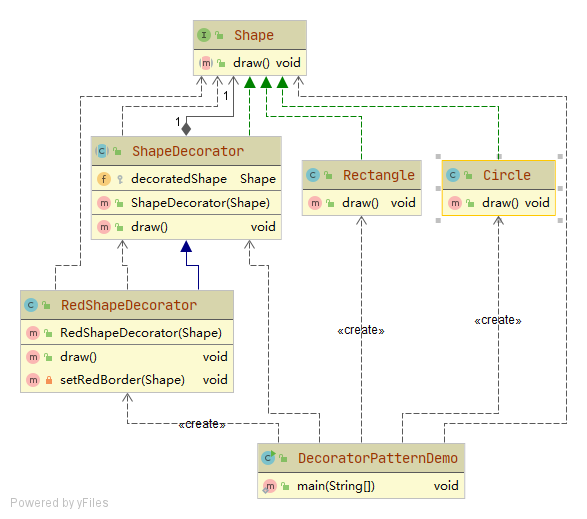 Shape
draw() void
1
1
ShapeDecorator
decoratedShape Shape
ShapeDecorator(Shape)
draw() void
Rectangle
draw() void
Circle
draw() void
RedShapeDecorator
RedShapeDecorator(Shape)
draw() void
setRedBorder(Shape) void
«create»
«create»
«create»
DecoratorPatternDemo
main(String[]) void
Powered by yFiles